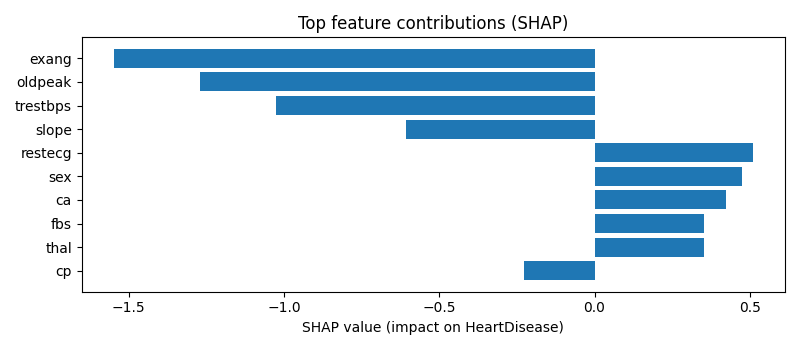 Top feature contributions (SHAP)
exang
oldpeak
trestbps
slope
restecg
sex
ca
fbs
thal
cp
−1.5 −1.0 −0.5 0.0 0.5
SHAP value (impact on HeartDisease)